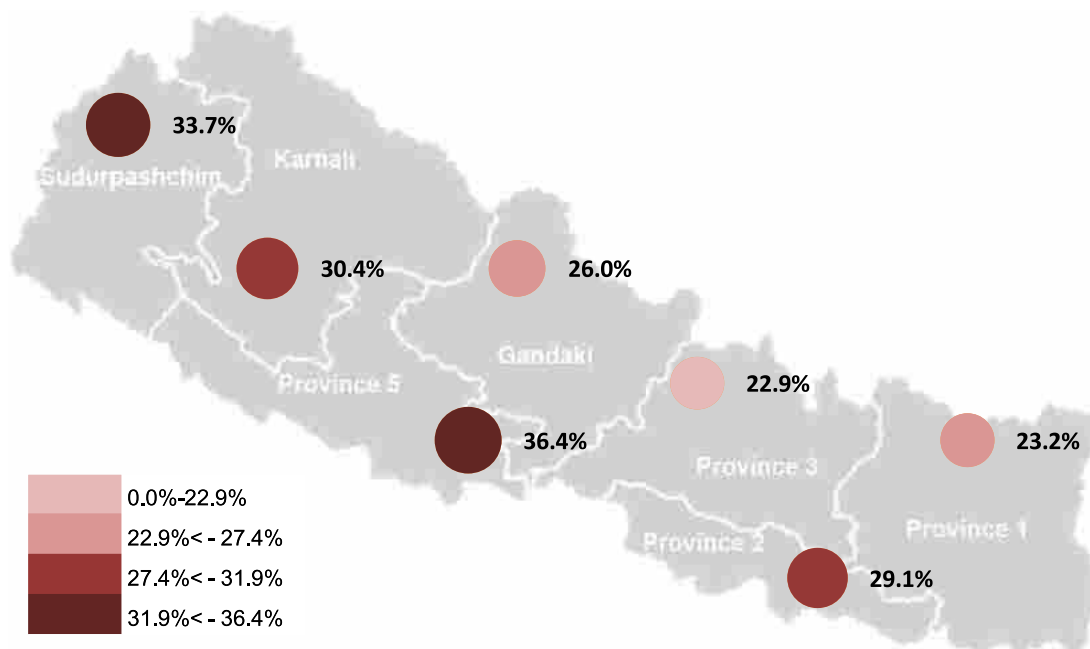 33.7%
Karnali
Sudurpashchim
30.4%
26.0%
Gandaki
Province 5
22.9%
36.4%
23.2%
Province 3
Province 1
Province 2
29.1%
0.0%-22.9%
22.9%< - 27.4%
27.4%< - 31.9%
31.9%< - 36.4%